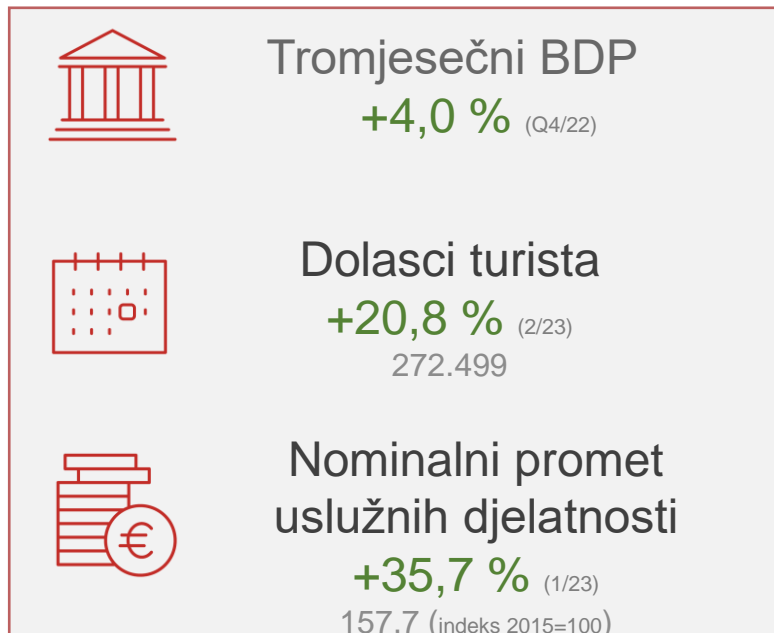 Tromjesečni BDP
+4,0 % (Q4/22)
Dolasci turista
+20,8 % (2/23)
272.499
Nominalni promet
uslužnih djelatnosti
+35,7 % (1/23)
157,7 (indeks 2015=100)